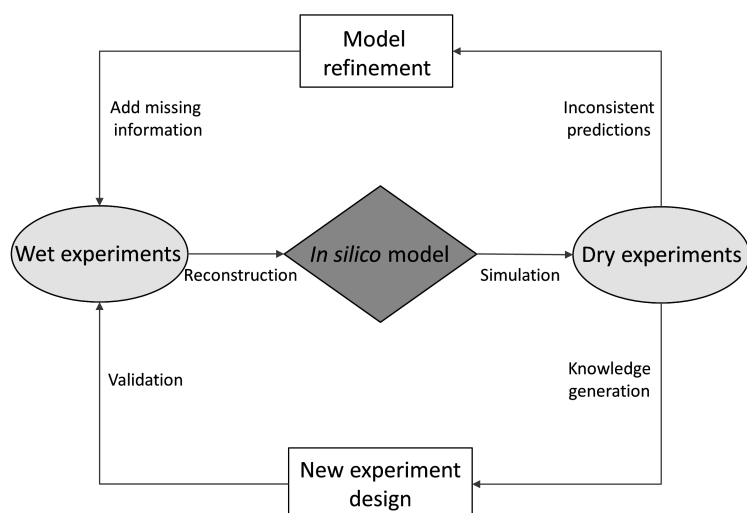 Model
refinement
Add missing
information
Inconsistent
predictions
Wet experiments
Reconstruction
In silico model
Simulation
Dry experiments
Validation
Knowledge
generation
New experiment
design